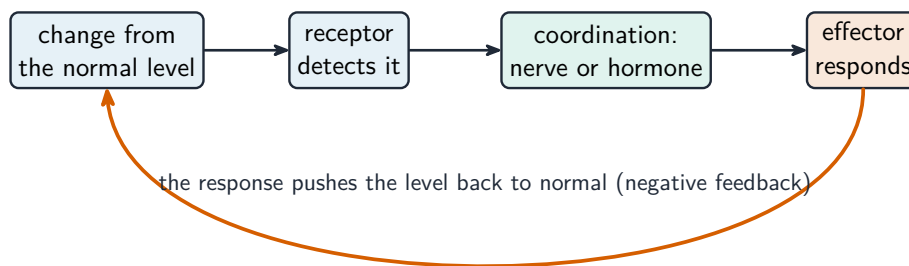 change from
the normal level
receptor
detects it
coordination:
nerve or hormone
effector
responds
the response pushes the level back to normal (negative feedback)